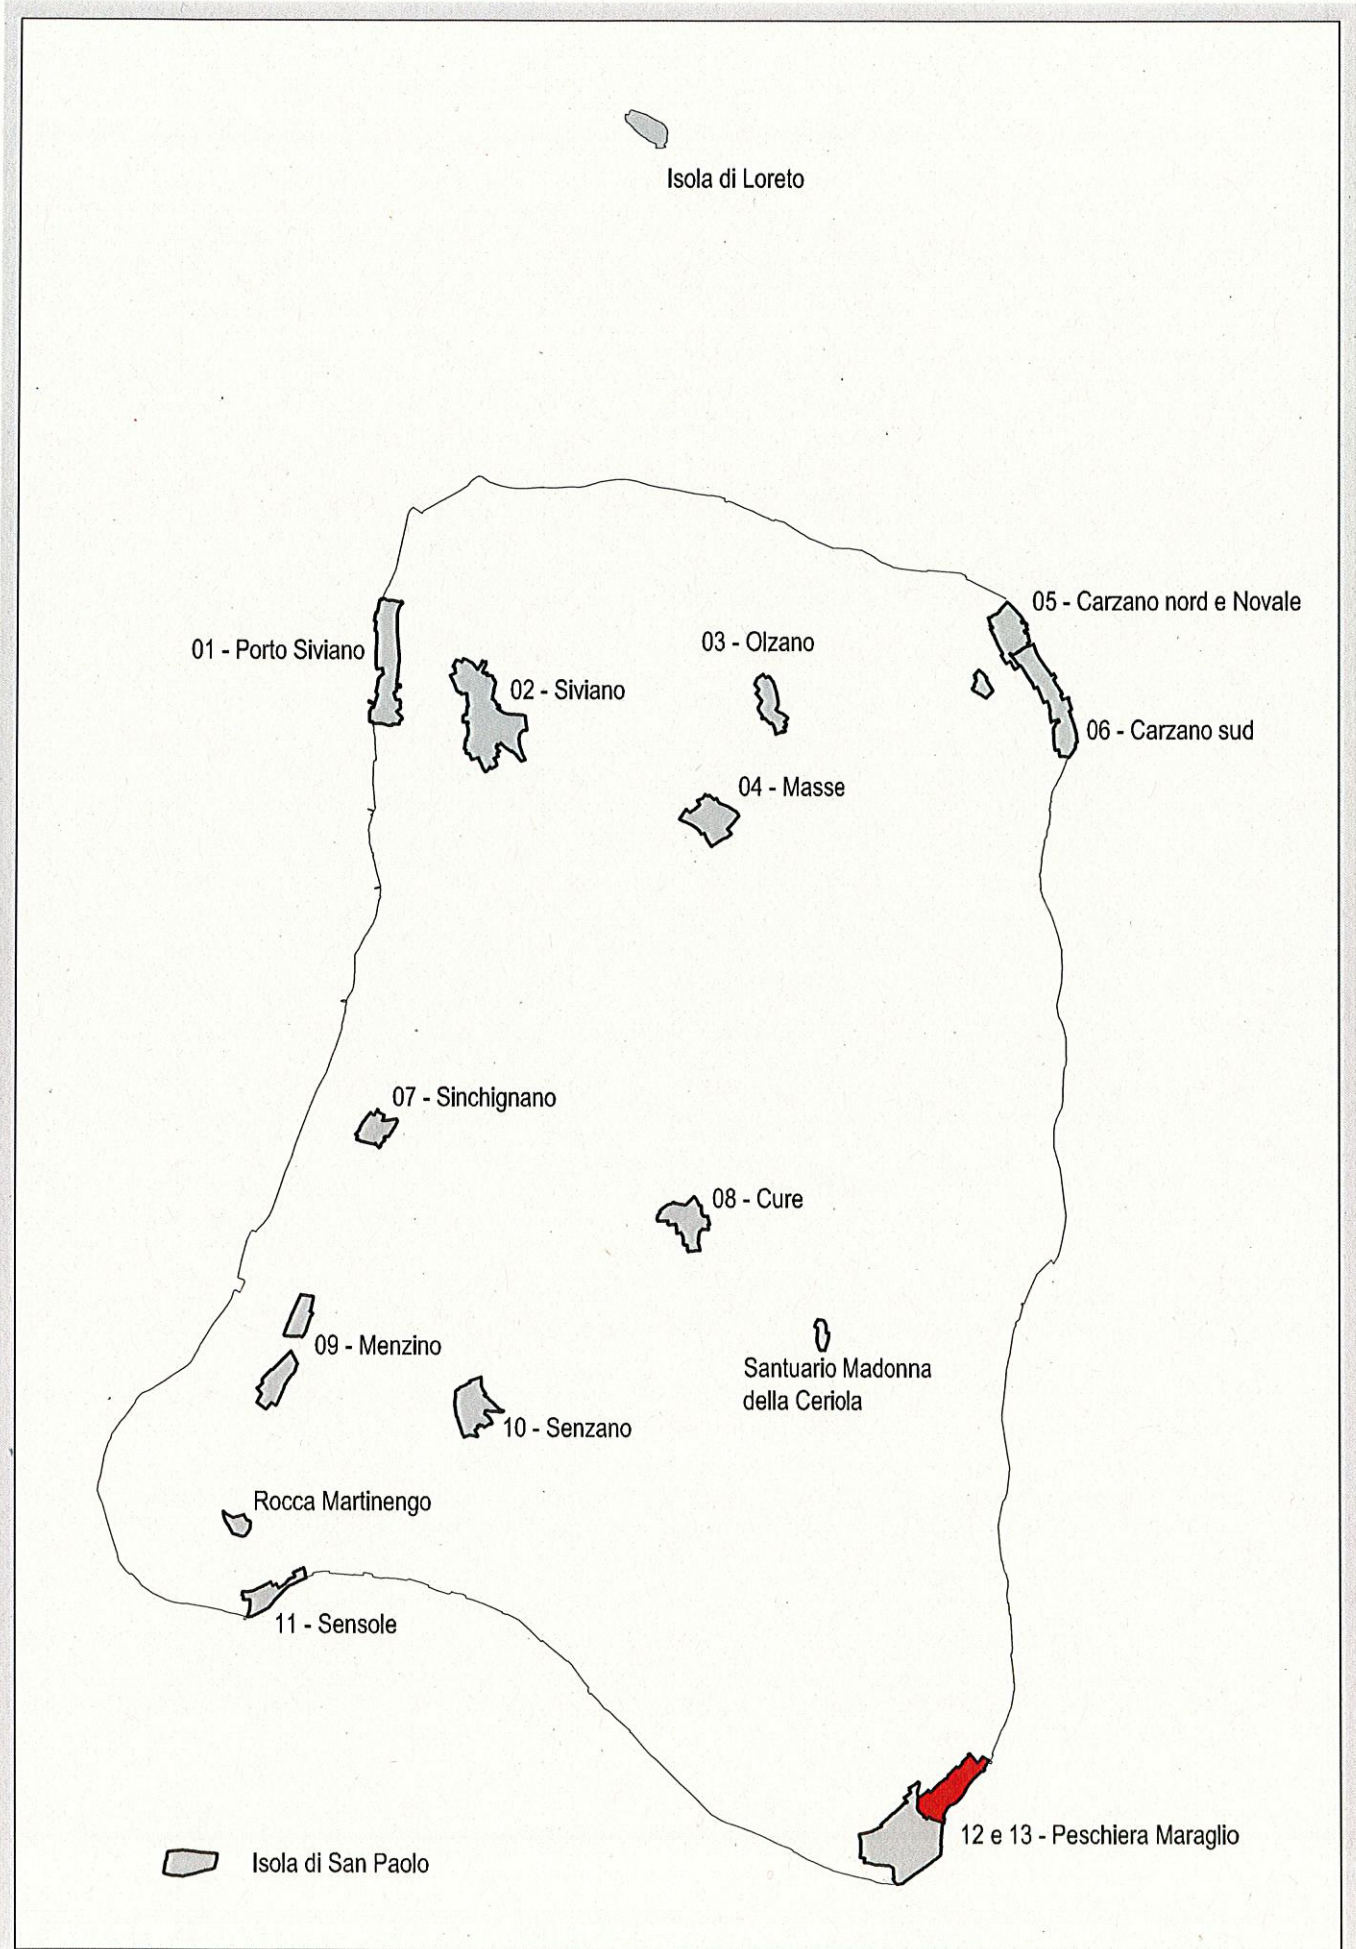 Isola di Loreto
05 - Carzano nord e Novale
01 - Porto Siviano
03 - Olzano
02 - Siviano
06 - Carzano sud
04 - Masse
07 - Sinchignano
08 - Cure
09 - Menzino
Santuario Madonna
della Ceriola
10 - Senzano
Rocca Martinengo
11 - Sensole
12 e 13 - Peschiera Maraglio
Isola di San Paolo